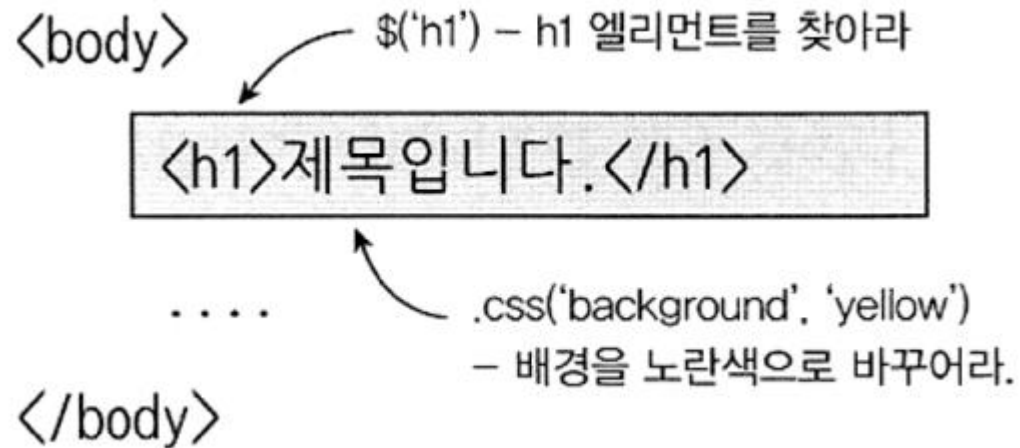 <body>
$('h1') – h1 엘리먼트를 찾아라
<h1>제목입니다.</h1>
....
.css('background', 'yellow')
– 배경을 노란색으로 바꾸어라.
</body>